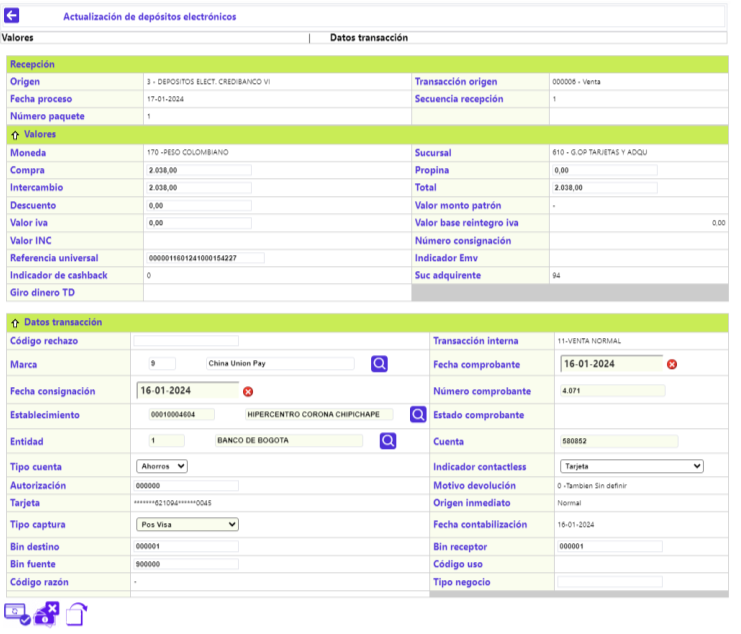 Actualización de depósitos electrónicos
Valores | Datos transacción
Recepción
Origen 3 - DEPOSITOS ELECT. CREDIBANCO VI Transacción origen 000006 - Venta
Fecha proceso 17-01-2024 Secuencia recepción 1
Número paquete 1
Valores
Moneda 170 -PESO COLOMBIANO Sucursal 610 - G.OP TARJETAS Y ADQU
Compra 2.038,00 Propina 0,00
Intercambio 2.038,00 Total 2.038,00
Descuento 0,00 Valor monto patrón -
Valor iva 0,00 Valor base reintegro iva 0,00
Valor INC Número consignación
Referencia universal 0000011601241000154227 Indicador Emv
Indicador de cashback 0 Suc adquirente 94
Giro dinero TD
Datos transacción
Código rechazo Transacción interna 11-VENTA NORMAL
Marca 9 China Union Pay Fecha comprobante 16-01-2024
Fecha consignación 16-01-2024 Número comprobante 4.071
Establecimiento 00010004604 HIPERCENTRO CORONA CHIPICHAPE Estado comprobante
Entidad 1 BANCO DE BOGOTA Cuenta 580852
Tipo cuenta Ahorros Indicador contactless Tarjeta
Autorización 000000 Motivo devolución 0 -Tambien Sin definir
Tarjeta *******621094******0045 Origen inmediato Normal
Tipo captura Pos Visa Fecha contabilización 16-01-2024
Bin destino 000001 Bin receptor 000001
Bin fuente 900000 Código uso
Código razón - Tipo negocio